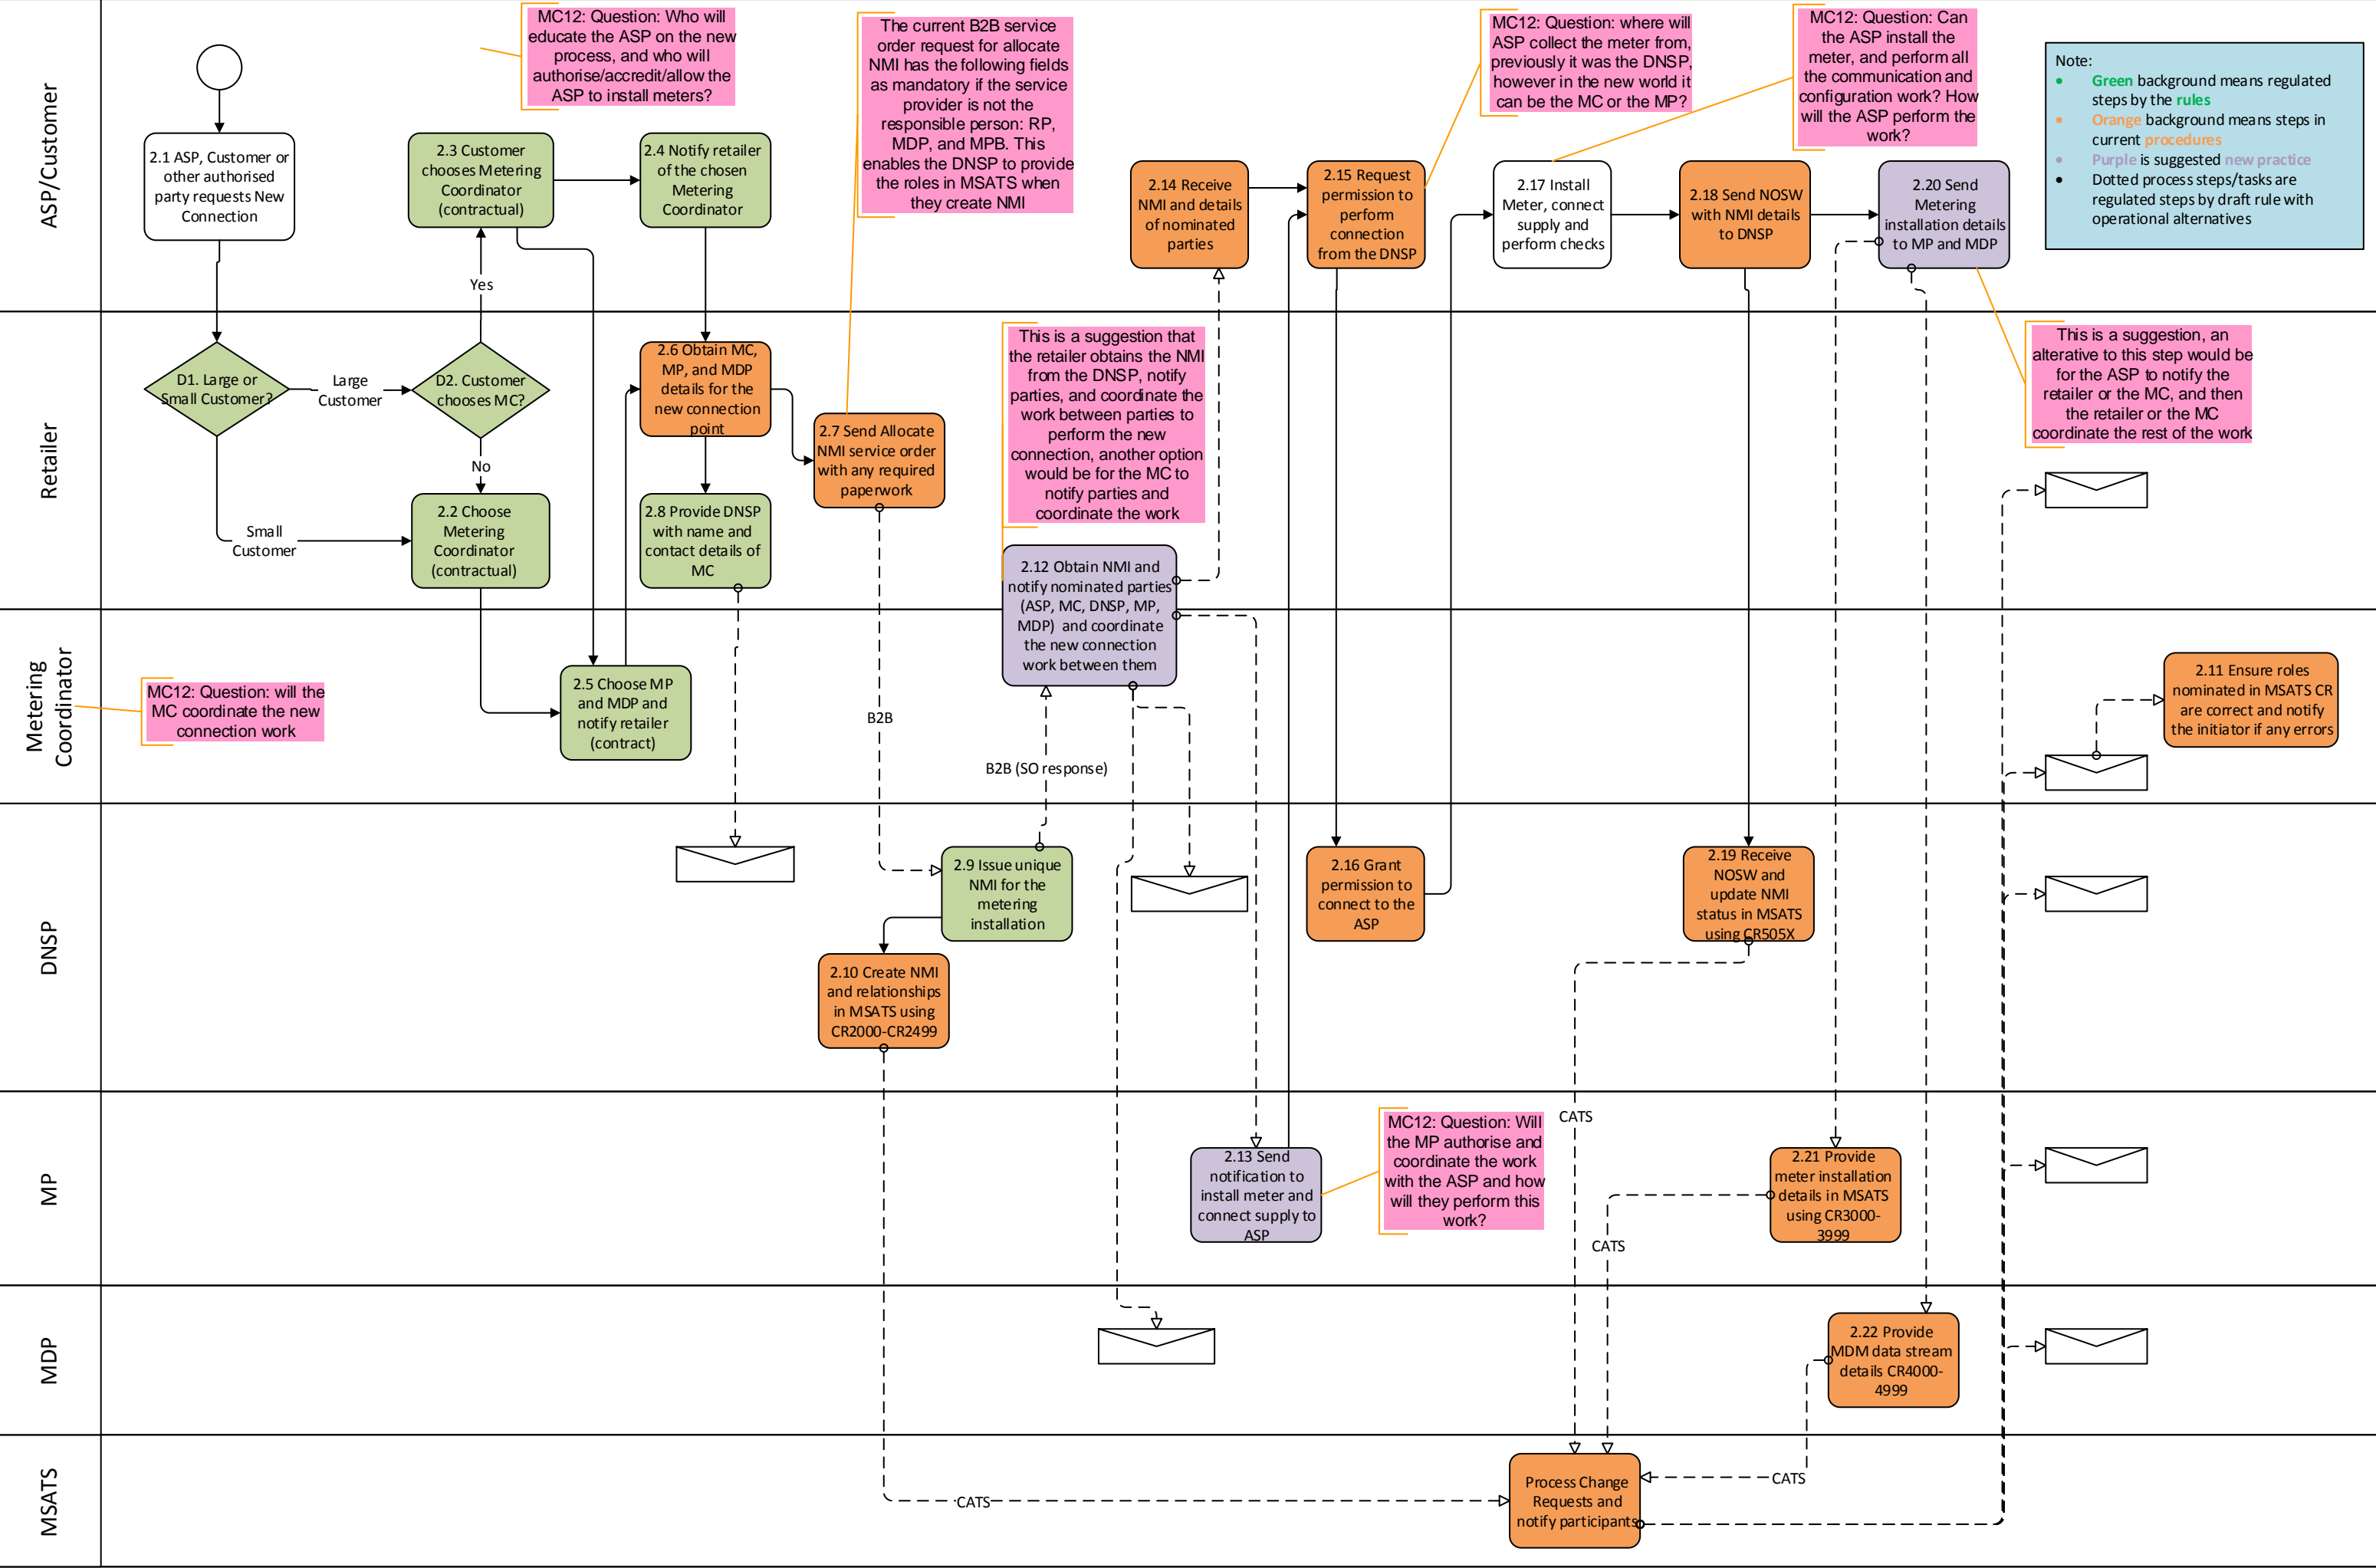 ASP/Customer
MC12: Question: Who will
educate the ASP on the new
process, and who will
authorise/accredit/allow the
ASP to install meters?
The current B2B service
order request for allocate
NMI has the following fields
as mandatory if the service
provider is not the
responsible person: RP,
MDP, and MPB. This
enables the DNSP to provide
the roles in MSATS when
they create NMI
MC12: Question: where will
ASP collect the meter from,
previously it was the DNSP,
however in the new world it
can be the MC or the MP?
MC12: Question: Can
the ASP install the
meter, and perform all
the communication and
configuration work? How
will the ASP perform the
work?
Note:
• Green background means regulated
steps by the rules
• Orange background means steps in
current procedures
• Purple is suggested new practice
• Dotted process steps/tasks are
regulated steps by draft rule with
operational alternatives
2.1 ASP, Customer or
other authorised
party requests New
Connection
2.3 Customer
chooses Metering
Coordinator
(contractual)
2.4 Notify retailer
of the chosen
Metering
Coordinator
2.14 Receive
NMI and details
of nominated
parties
2.15 Request
permission to
perform
connection
from the DNSP
2.17 Install
Meter, connect
supply and
perform checks
2.18 Send NOSW
with NMI details
to DNSP
2.20 Send
Metering
installation details
to MP and MDP
Yes
Retailer
D1. Large or
Small Customer?
Large
Customer
D2. Customer
chooses MC?
No
Small
Customer
2.2 Choose
Metering
Coordinator
(contractual)
2.6 Obtain MC,
MP, and MDP
details for the
new connection
point
2.7 Send Allocate
NMI service order
with any required
paperwork
2.8 Provide DNSP
with name and
contact details of
MC
This is a suggestion that
the retailer obtains the NMI
from the DNSP, notify
parties, and coordinate the
work between parties to
perform the new
connection, another option
would be for the MC to
notify parties and
coordinate the work
This is a suggestion, an
alterative to this step would be
for the ASP to notify the
retailer or the MC, and then
the retailer or the MC
coordinate the rest of the work
2.12 Obtain NMI and
notify nominated parties
(ASP, MC, DNSP, MP,
MDP) and coordinate
the new connection
work between them
Metering
Coordinator
MC12: Question: will the
MC coordinate the new
connection work
2.5 Choose MP
and MDP and
notify retailer
(contract)
B2B
B2B (SO response)
2.11 Ensure roles
nominated in MSATS CR
are correct and notify
the initiator if any errors
DNSP
2.9 Issue unique
NMI for the
metering
installation
2.10 Create NMI
and relationships
in MSATS using
CR2000-CR2499
2.16 Grant
permission to
connect to the
ASP
2.19 Receive
NOSW and
update NMI
status in MSATS
using CR505X
MP
2.13 Send
notification to
install meter and
connect supply to
ASP
MC12: Question: Will
the MP authorise and
coordinate the work
with the ASP and how
will they perform this
work?
CATS
CATS
2.21 Provide
meter installation
details in MSATS
using CR3000-
3999
MDP
2.22 Provide
MDM data stream
details CR4000-
4999
MSATS
CATS
CATS
Process Change
Requests and
notify participants